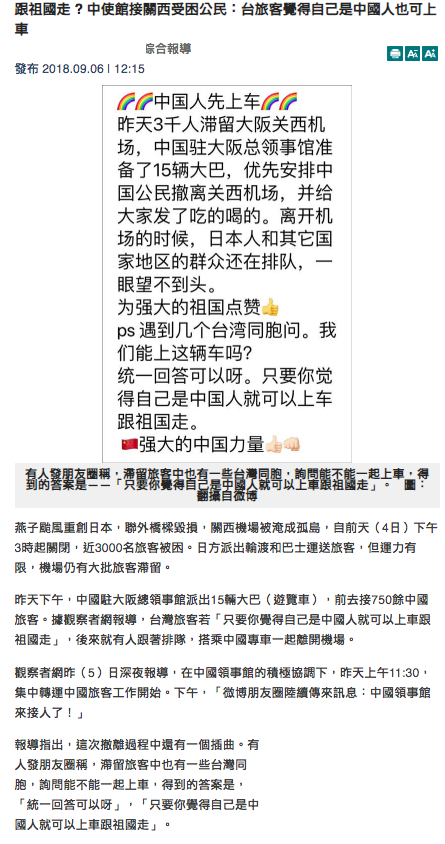 跟祖國走 ? 中使館接關西受困公民：台旅客覺得自己是中國人也可上
車
綜合報導
發布 2018.09.06 | 12:15
🌈🌈中国人先上车🌈🌈
昨天3千人滞留大阪关西机
场，中国驻大阪总领事馆准
备了15辆大巴，优先安排中
国公民撤离关西机场，并给
大家发了吃的喝的。离开机
场的时候，日本人和其它国
家地区的群众还在排队，一
眼望不到头。
为强大的祖国点赞👍
ps 遇到几个台湾同胞问。我
们能上这辆车吗?
统一回答可以呀。只要你觉
得自己是中国人就可以上车
跟祖国走。
🇨🇳强大的中国力量👍🏻👊🏻
有人發朋友圈稱，滯留旅客中也有一些台灣同胞，詢問能不能一起上車，得
到的答案是——「只要你覺得自己是中國人就可以上車跟祖國走」。　圖：
翻攝自微博
燕子颱風重創日本，聯外橋樑毀損，關西機場被淹成孤島，自前天（4日）下午
3時起關閉，近3000名旅客被困。日方派出輪渡和巴士運送旅客，但運力有
限，機場仍有大批旅客滯留。
昨天下午，中國駐大阪總領事館派出15輛大巴（遊覽車），前去接750餘中國
旅客。據觀察者網報導，台灣旅客若「只要你覺得自己是中國人就可以上車跟
祖國走」，後來就有人跟著排隊，搭乘中國專車一起離開機場。
觀察者網昨（5）日深夜報導，在中國領事館的積極協調下，昨天上午11:30，
集中轉運中國旅客工作開始。下午，「微博朋友圈陸續傳來訊息：中國領事館
來接人了！」
報導指出，這次撤離過程中還有一個插曲。有
人發朋友圈稱，滯留旅客中也有一些台灣同
胞，詢問能不能一起上車，得到的答案是，
「統一回答可以呀」，「只要你覺得自己是中
國人就可以上車跟祖國走」。